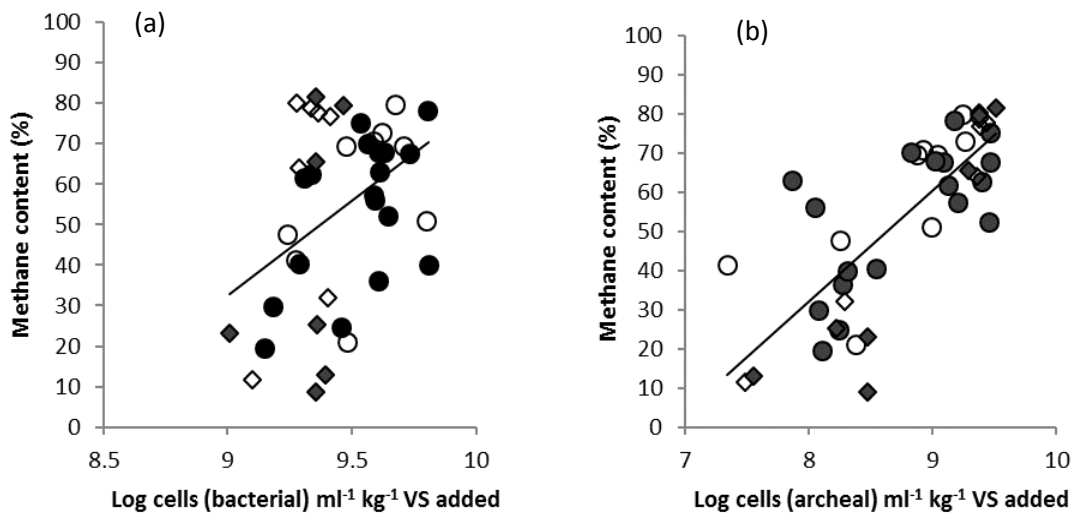 (a)
Methane content (%)
100
90
80
70
60
50
40
30
20
10
0
8.5 9 9.5 10
Log cells (bacterial) ml⁻¹ kg⁻¹ VS added
(b)
Methane content (%)
100
90
80
70
60
50
40
30
20
10
0
7 8 9 10
Log cells (archeal) ml⁻¹ kg⁻¹ VS added